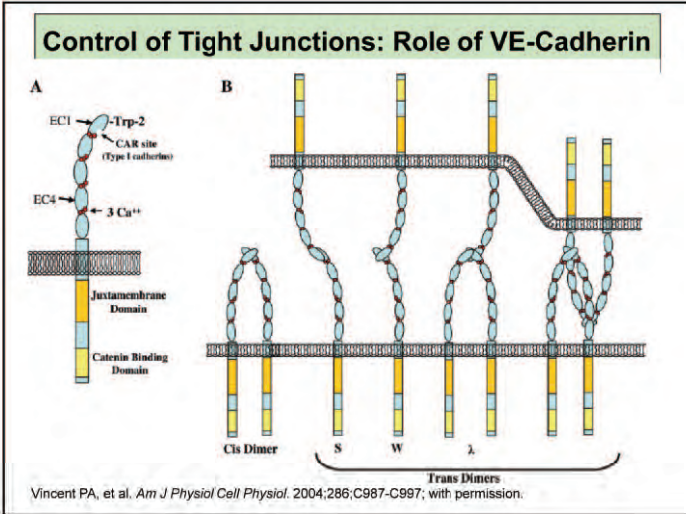 Control of Tight Junctions: Role of VE-Cadherin
A
B
EC1
-Trp-2
CAR site
(Type I cadherins)
EC4
3 Ca++
Juxtamembrane
Domain
Catenin Binding
Domain
Cis Dimer
S
W
λ
Trans Dimers
Vincent PA, et al. Am J Physiol Cell Physiol. 2004;286;C987-C997; with permission.